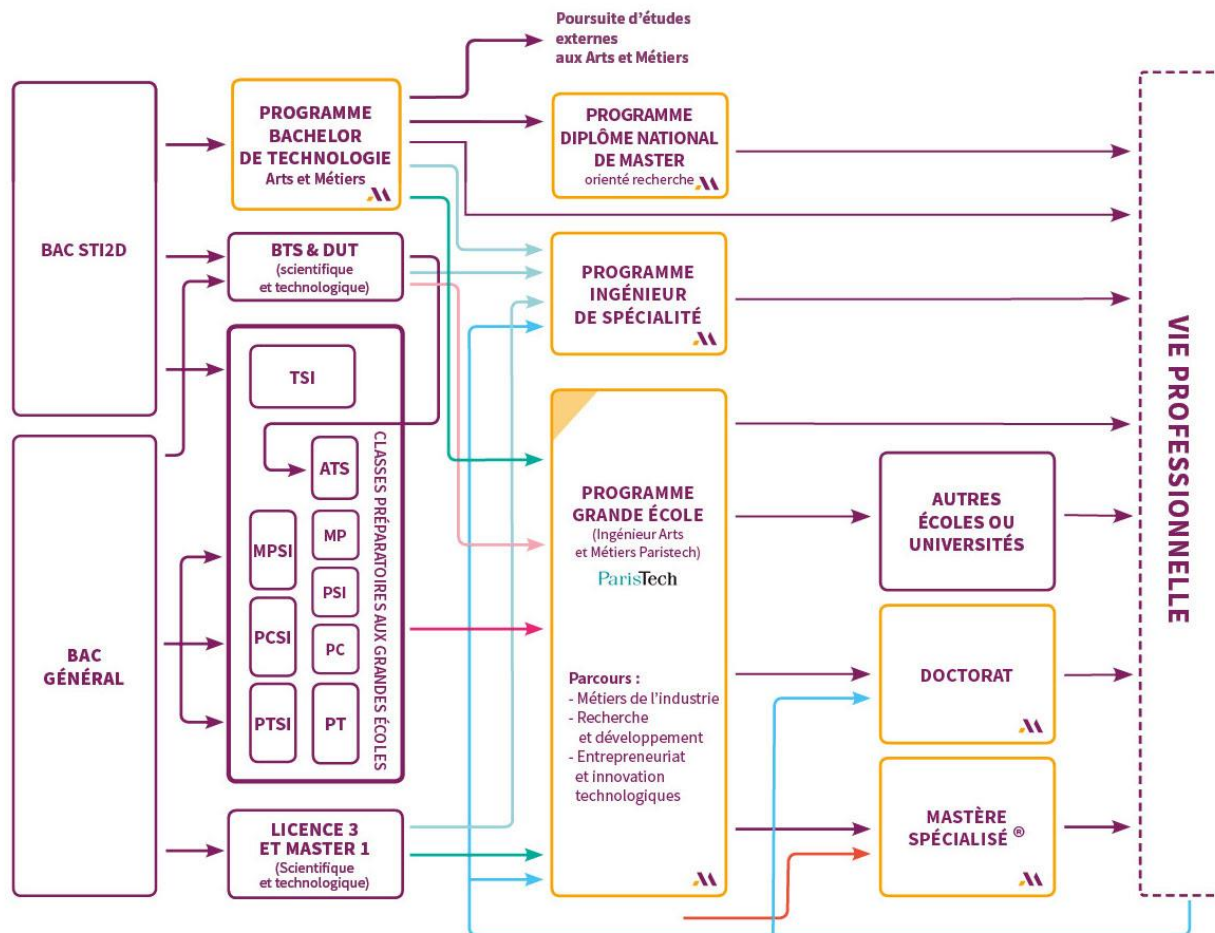 Poursuite d'études
externes
aux Arts et Métiers
BAC STI2D
BAC
GÉNÉRAL
PROGRAMME
BACHELOR
DE TECHNOLOGIE
Arts et Métiers
BTS & DUT
(scientifique
et technologique)
TSI
ATS
MPSI
MP
PSI
PCSI
PC
PTSI
PT
CLASSES PRÉPARATOIRES AUX GRANDES ÉCOLES
LICENCE 3
ET MASTER 1
(Scientifique
et technologique)
PROGRAMME
DIPLÔME NATIONAL
DE MASTER
orienté recherche
PROGRAMME
INGÉNIEUR
DE SPÉCIALITÉ
PROGRAMME
GRANDE ÉCOLE
(Ingénieur Arts
et Métiers Paristech)
ParisTech
Parcours :
- Métiers de l'industrie
- Recherche
et développement
- Entrepreneuriat
et innovation
technologiques
AUTRES
ÉCOLES OU
UNIVERSITÉS
DOCTORAT
MASTÈRE
SPÉCIALISÉ ®
VIE PROFESSIONNELLE